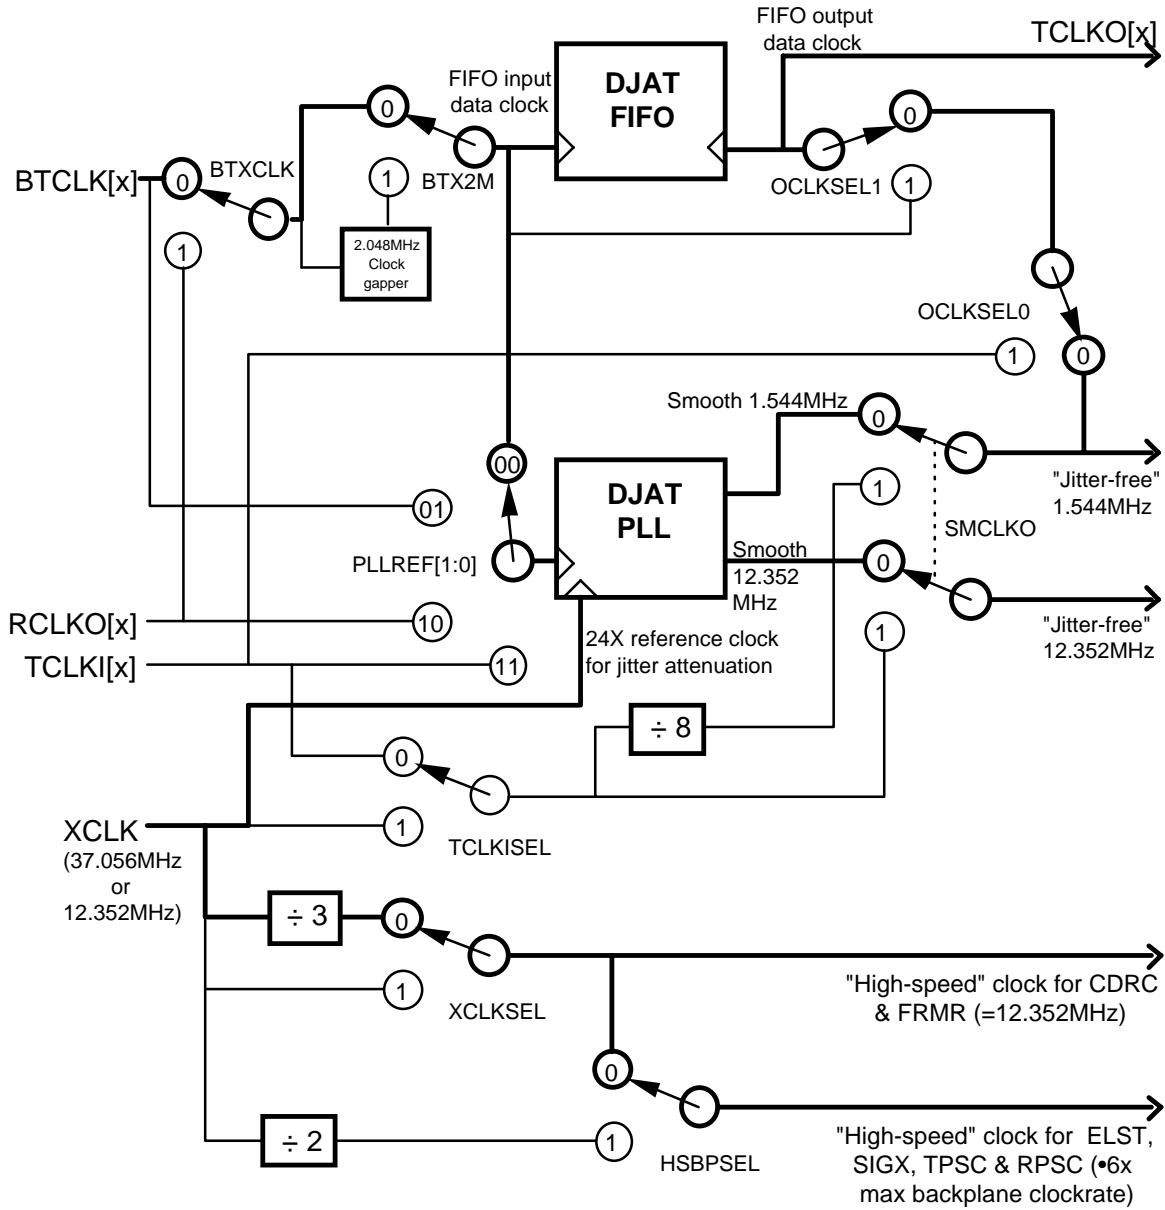 FIFO output
data clock
TCLKO[x]
FIFO input
data clock
DJAT
FIFO
0
0
BTXCLK
BTCLK[x]
0
1
BTX2M
OCLKSEL1
1
1
2.048MHz
Clock
gapper
OCLKSEL0
1
0
Smooth 1.544MHz
0
00
DJAT
PLL
1
"Jitter-free"
1.544MHz
01
SMCLKO
PLLREF[1:0]
Smooth
12.352
MHz
0
RCLKO[x]
10
1
"Jitter-free"
12.352MHz
24X reference clock
for jitter attenuation
TCLKI[x]
11
÷ 8
0
XCLK
(37.056MHz
or
12.352MHz)
1
TCLKISEL
÷ 3
0
1
XCLKSEL
"High-speed" clock for CDRC
& FRMR (=12.352MHz)
0
÷ 2
1
HSBPSEL
"High-speed" clock for ELST,
SIGX, TPSC & RPSC (•6x
max backplane clockrate)